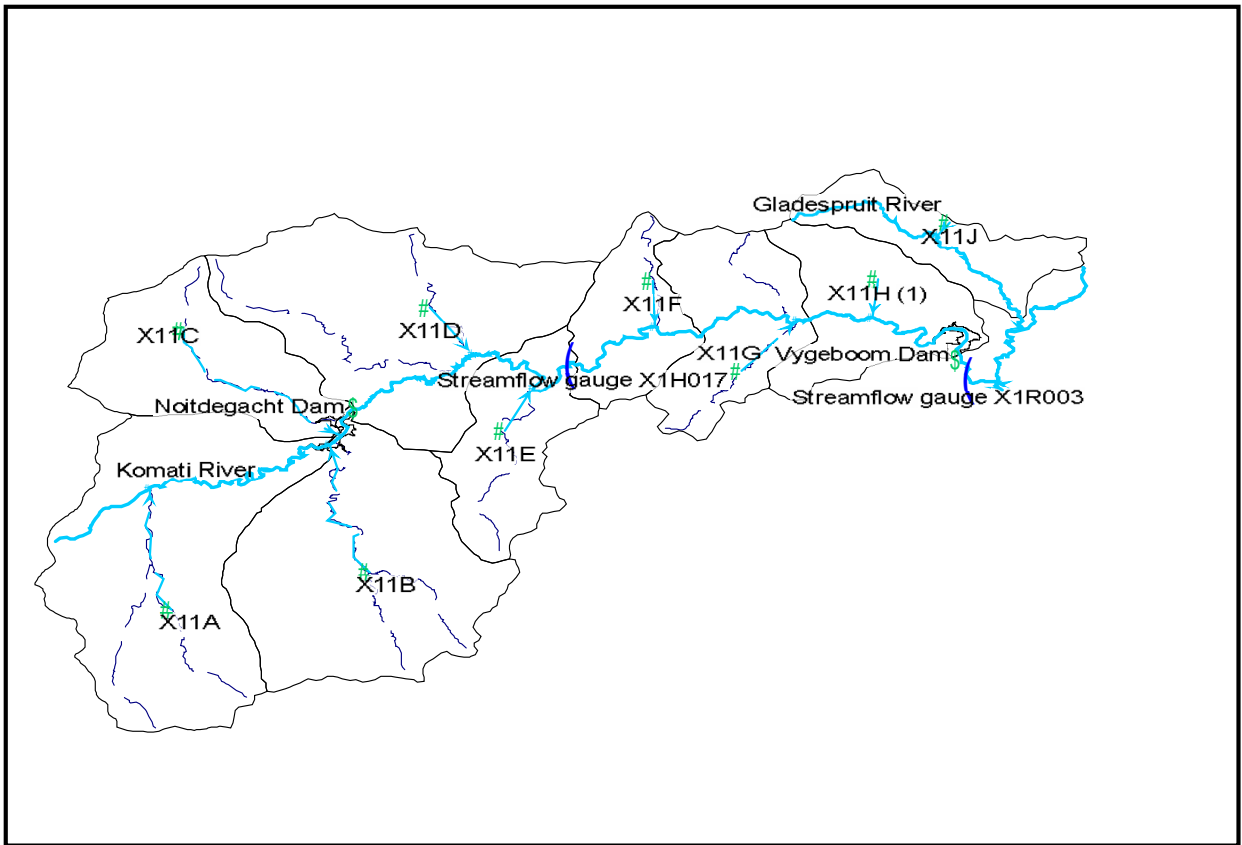 Gladespruit River
X11J
X11H (1)
X11F
X11C
X11D
X11G
Vygeboom Dam
Streamflow gauge X1H017
Streamflow gauge X1R003
Noitdegacht Dam
X11E
Komati River
X11B
X11A